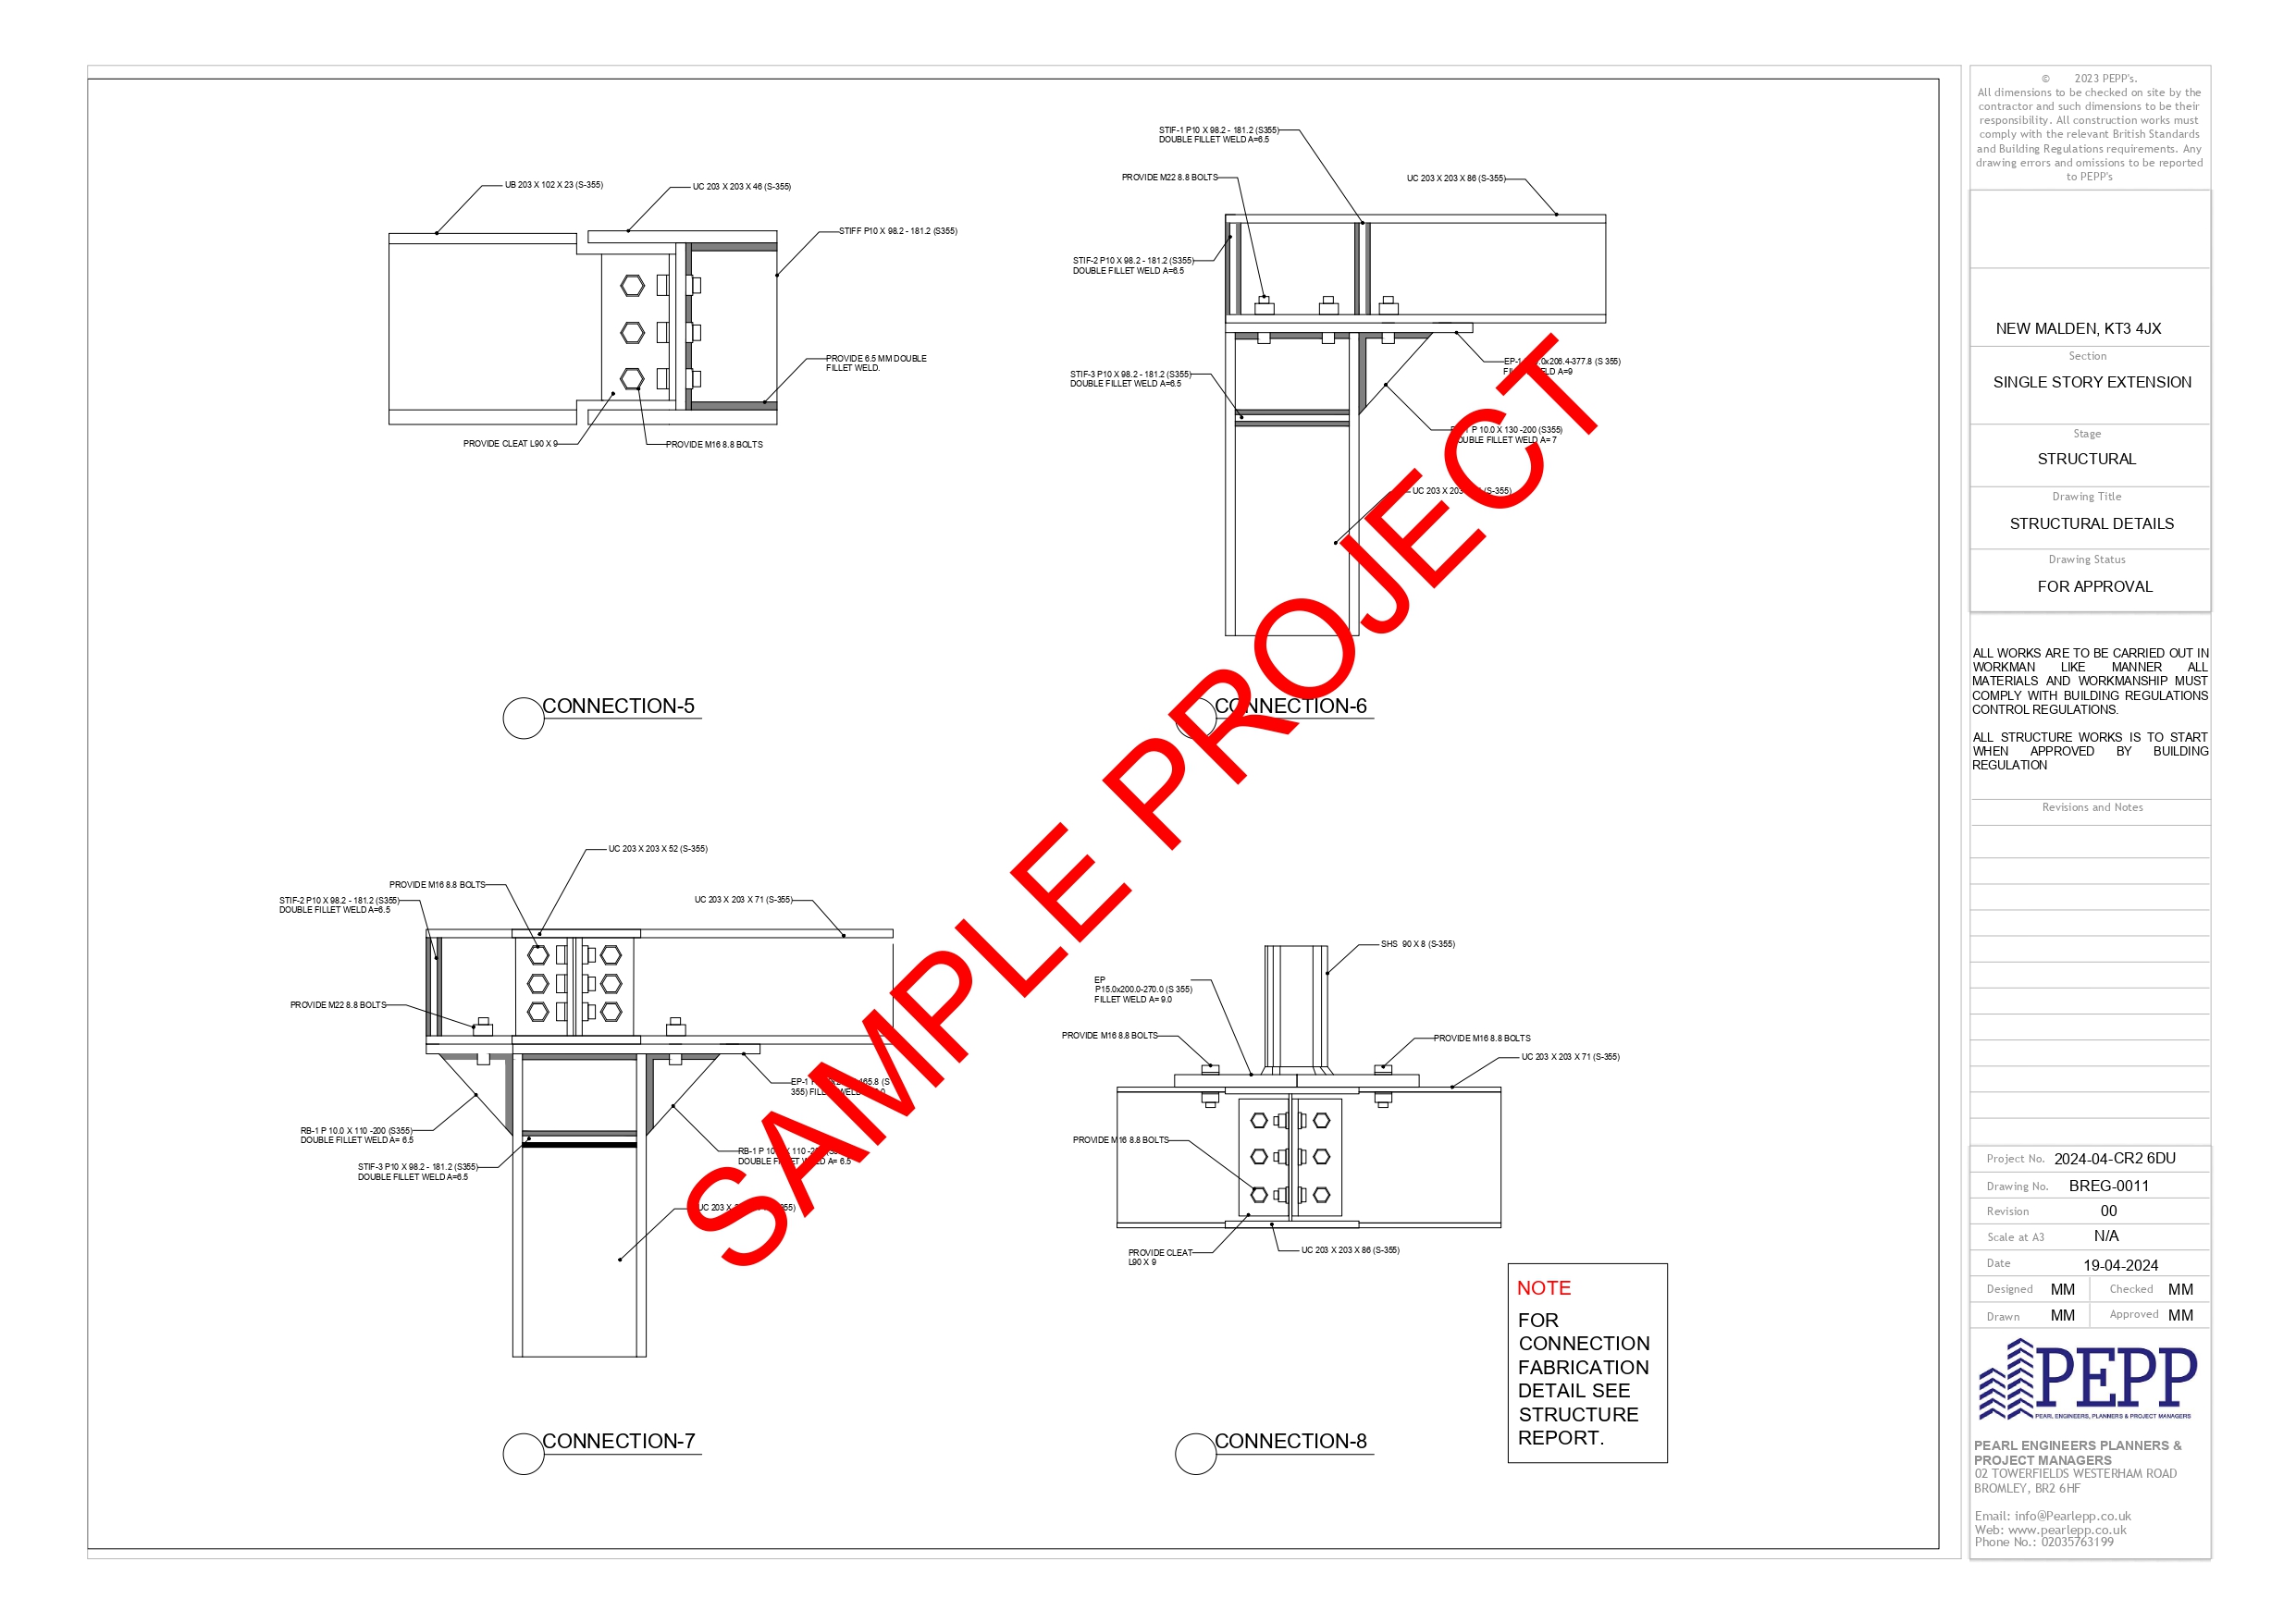 UB 203 X 102 X 23 (S-355)
UC 203 X 203 X 46 (S-355)
STIFF P10 X 98.2 - 181.2 (S355)
PROVIDE 6.5 MM DOUBLE
FILLET WELD.
PROVIDE CLEAT L90 X 9
PROVIDE M16 8.8 BOLTS
CONNECTION-5
STIF-1 P10 X 98.2 - 181.2 (S355)
DOUBLE FILLET WELD A=6.5
PROVIDE M22 8.8 BOLTS
UC 203 X 203 X 86 (S-355)
STIF-2 P10 X 98.2 - 181.2 (S355)
DOUBLE FILLET WELD A=6.5
EP-1 0x206.4-377.8 (S 355)
WELD A=9
STIF-3 P10 X 98.2 - 181.2 (S355)
DOUBLE FILLET WELD A=6.5
P 10.0 X 130 -200 (S355)
DOUBLE FILLET WELD A= 7
UC 203 X 203 (S-355)
CONNECTION-6
UC 203 X 203 X 52 (S-355)
PROVIDE M16 8.8 BOLTS
STIF-2 P10 X 98.2 - 181.2 (S355)
DOUBLE FILLET WELD A=6.5
UC 203 X 203 X 71 (S-355)
PROVIDE M22 8.8 BOLTS
EP-1 465.8 (S
355) FILLET WELD
RB-1 P 10.0 X 110 -200 (S355)
DOUBLE FILLET WELD A= 6.5
RB-1 P 10 X 110
DOUBLE FILLET WELD A= 6.5
STIF-3 P10 X 98.2 - 181.2 (S355)
DOUBLE FILLET WELD A=6.5
UC 203 X
CONNECTION-7
SHS 90 X 8 (S-355)
EP
P15.0x200.0-270.0 (S 355)
FILLET WELD A= 9.0
PROVIDE M16 8.8 BOLTS
PROVIDE M16 8.8 BOLTS
UC 203 X 203 X 71 (S-355)
PROVIDE M16 8.8 BOLTS
PROVIDE CLEAT
L90 X 9
UC 203 X 203 X 86 (S-355)
CONNECTION-8
SAMPLE PROJECT
NOTE
FOR
CONNECTION
FABRICATION
DETAIL SEE
STRUCTURE
REPORT.
© 2023 PEPP's.
All dimensions to be checked on site by the
contractor and such dimensions to be their
responsibility. All construction works must
comply with the relevant British Standards
and Building Regulations requirements. Any
drawing errors and omissions to be reported
to PEPP's
NEW MALDEN, KT3 4JX
Section
SINGLE STORY EXTENSION
Stage
STRUCTURAL
Drawing Title
STRUCTURAL DETAILS
Drawing Status
FOR APPROVAL
ALL WORKS ARE TO BE CARRIED OUT IN
WORKMAN LIKE MANNER ALL
MATERIALS AND WORKMANSHIP MUST
COMPLY WITH BUILDING REGULATIONS
CONTROL REGULATIONS.
ALL STRUCTURE WORKS IS TO START
WHEN APPROVED BY BUILDING
REGULATION
Revisions and Notes
Project No. 2024-04-CR2 6DU
Drawing No. BREG-0011
Revision 00
Scale at A3 N/A
Date 19-04-2024
Designed MM Checked MM
Drawn MM Approved MM
PEPP
PEARL ENGINEERS, PLANNERS & PROJECT MANAGERS
PEARL ENGINEERS PLANNERS &
PROJECT MANAGERS
02 TOWERFIELDS WESTERHAM ROAD
BROMLEY, BR2 6HF
Email: info@Pearlepp.co.uk
Web: www.pearlepp.co.uk
Phone No.: 02035763199